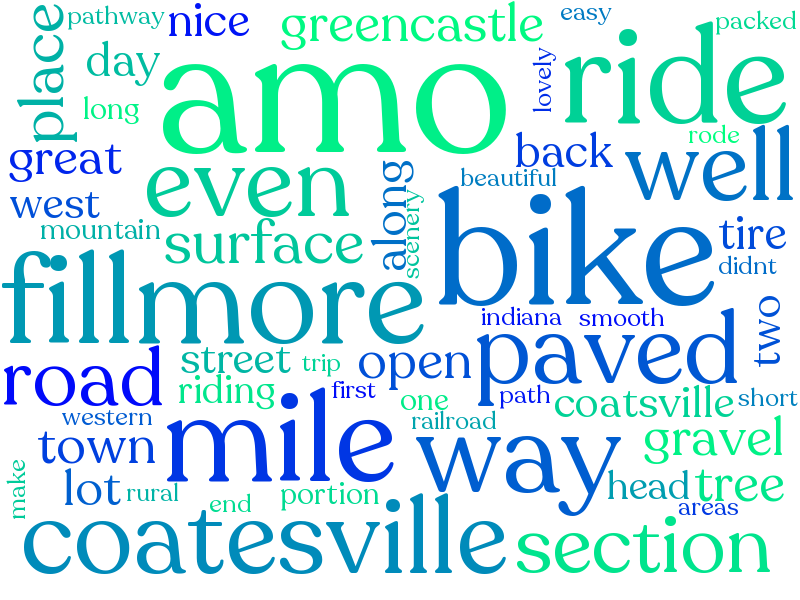 pathway
nice
greencastle
easy
packed
place
day
amo
lovely
ride
long
rode
great
even
along
back
well
beautiful
west
scenery
bike
mountain
surface
tire
didnt
fillmore
indiana
smooth
two
road
street
trip
open
paved
riding
first
one
path
coatsville
short
western
mile
railroad
way
gravel
town
make
lot
rural
end
portion
head
tree
areas
coatesville
section